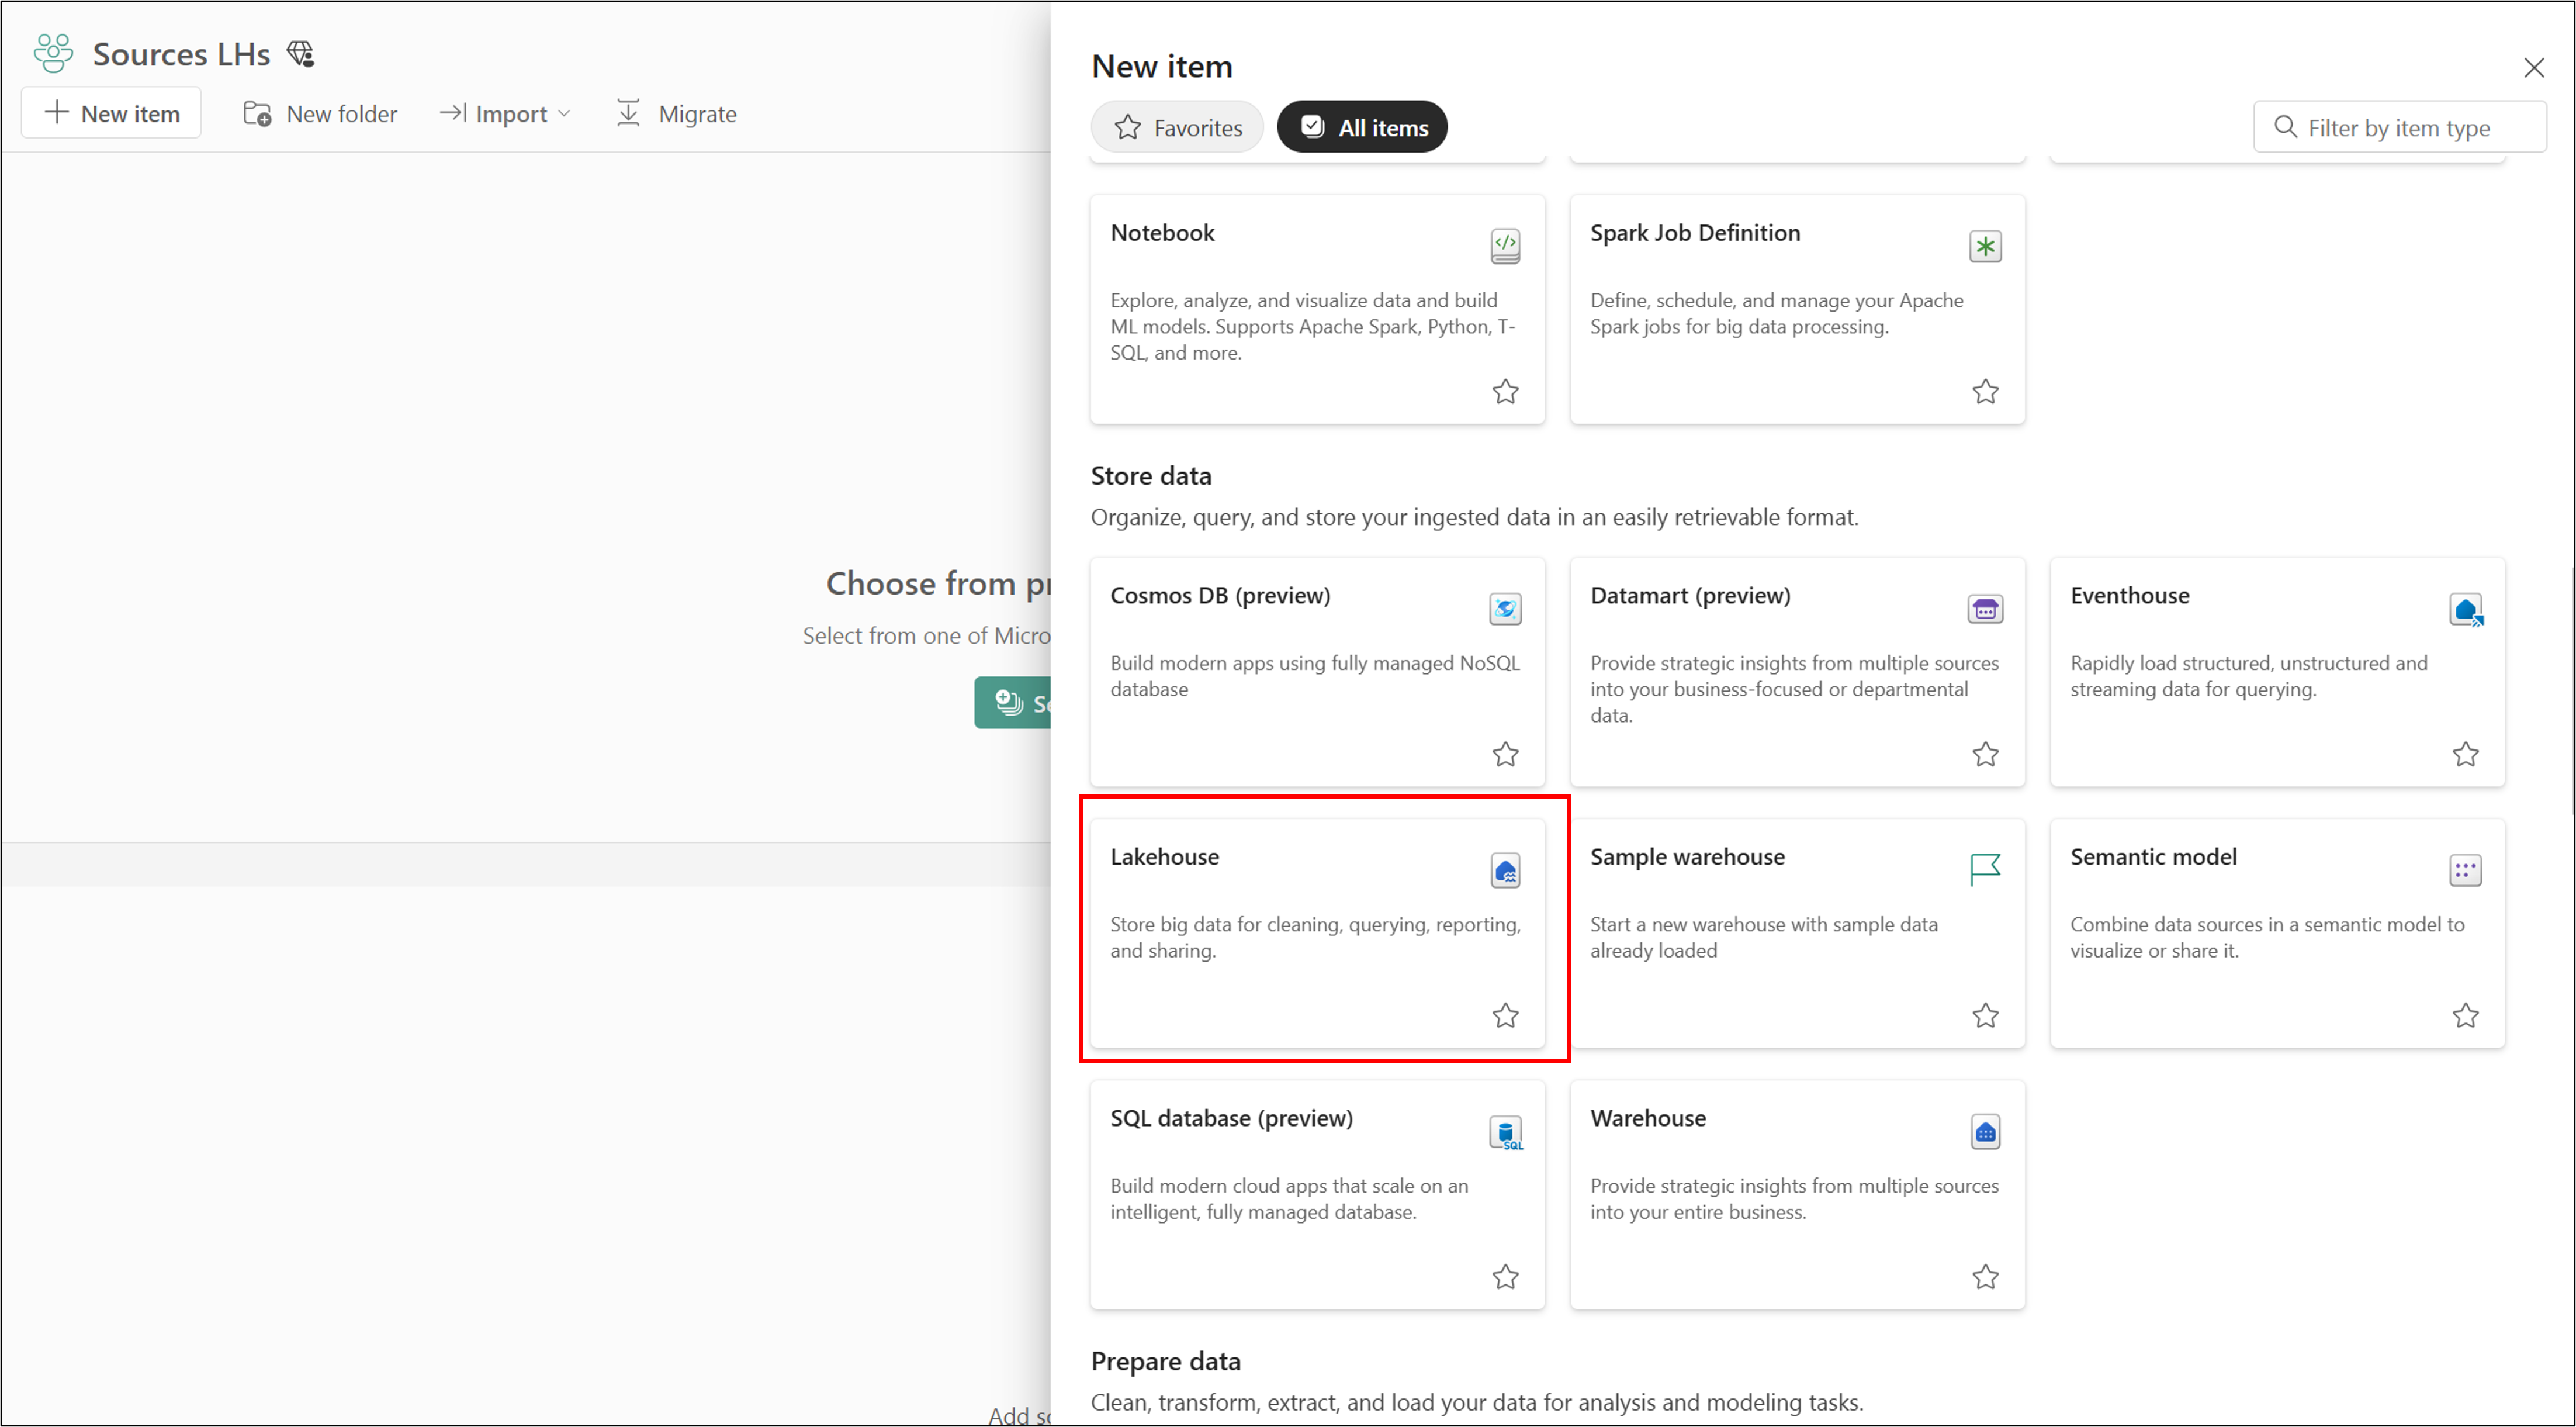 Sources LHs
New item
New folder
Import
Migrate
Choose from
Select from one of
New item
Favorites
All items
Filter by item type
Notebook
Explore, analyze, and visualize data and build
ML models. Supports Apache Spark, Python, T-
SQL, and more.
Spark Job Definition
Define, schedule, and manage your Apache
Spark jobs for big data processing.
Store data
Organize, query, and store your ingested data in an easily retrievable format.
Cosmos DB (preview)
Build modern apps using fully managed NoSQL
database
Datamart (preview)
Provide strategic insights from multiple sources
into your business-focused or departmental
data.
Eventhouse
Rapidly load structured, unstructured and
streaming data for querying.
Lakehouse
Store big data for cleaning, querying, reporting,
and sharing.
Sample warehouse
Start a new warehouse with sample data
already loaded
Semantic model
Combine data sources in a semantic model to
visualize or share it.
SQL database (preview)
SQL
Build modern cloud apps that scale on an
intelligent, fully managed database.
Warehouse
Provide strategic insights from multiple sources
into your entire business.
Prepare data
Clean, transform, extract, and load your data for analysis and modeling tasks.
Add